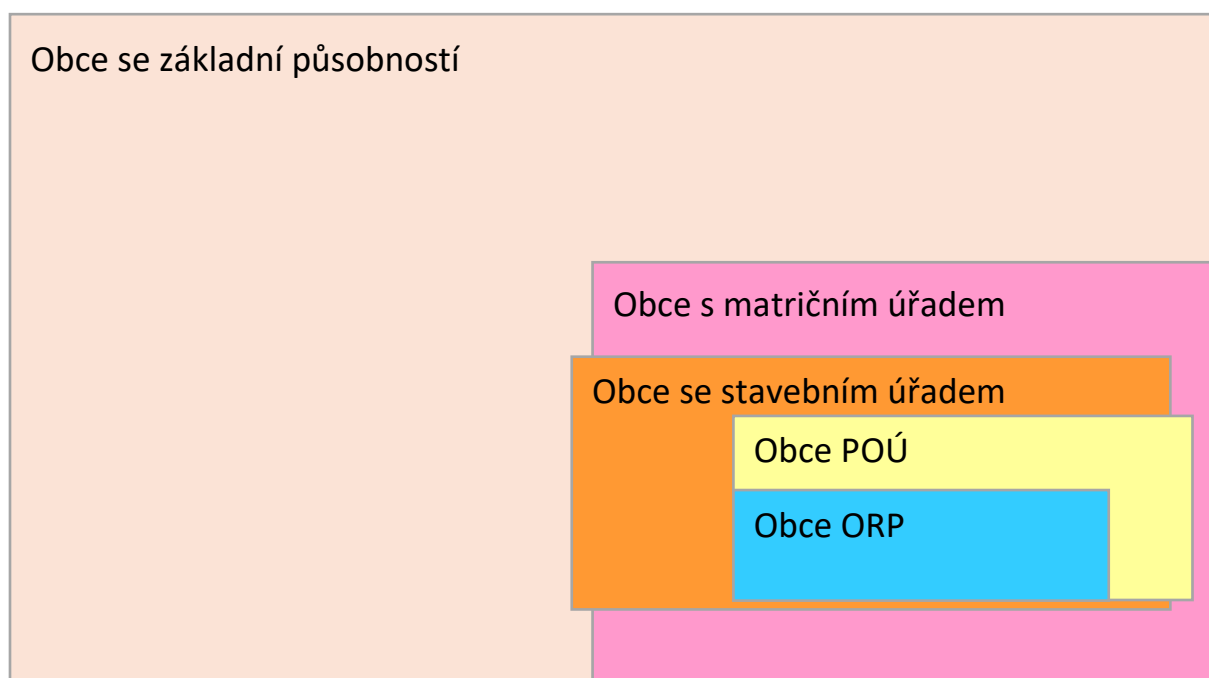 Obce se základní působností
Obce s matričním úřadem
Obce se stavebním úřadem
Obce POÚ
Obce ORP